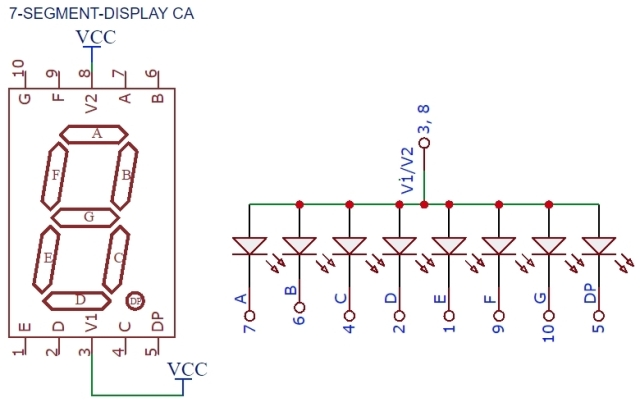 7-SEGMENT-DISPLAY CA
VCC
10 9 8 7 6
G F V2 A B
A
F B
G
E C
D DP
E D V1 C DP
1 2 3 4 5
VCC
3, 8
V1/V2
A B C D E F G DP
7 6 4 2 1 9 10 5